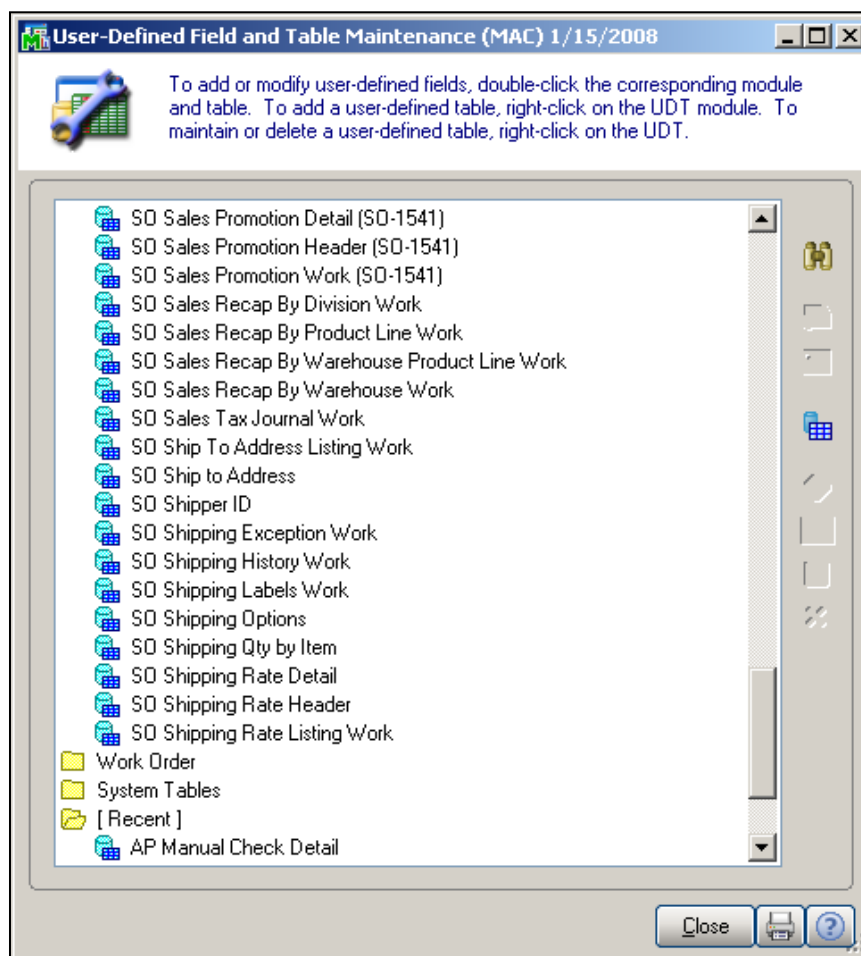 User-Defined Field and Table Maintenance (MAC) 1/15/2008
To add or modify user-defined fields, double-click the corresponding module
and table. To add a user-defined table, right-click on the UDT module. To
maintain or delete a user-defined table, right-click on the UDT.
SO Sales Promotion Detail (SO-1541)
SO Sales Promotion Header (SO-1541)
SO Sales Promotion Work (SO-1541)
SO Sales Recap By Division Work
SO Sales Recap By Product Line Work
SO Sales Recap By Warehouse Product Line Work
SO Sales Recap By Warehouse Work
SO Sales Tax Journal Work
SO Ship To Address Listing Work
SO Ship to Address
SO Shipper ID
SO Shipping Exception Work
SO Shipping History Work
SO Shipping Labels Work
SO Shipping Options
SO Shipping Qty by Item
SO Shipping Rate Detail
SO Shipping Rate Header
SO Shipping Rate Listing Work
Work Order
System Tables
[ Recent ]
AP Manual Check Detail
Close